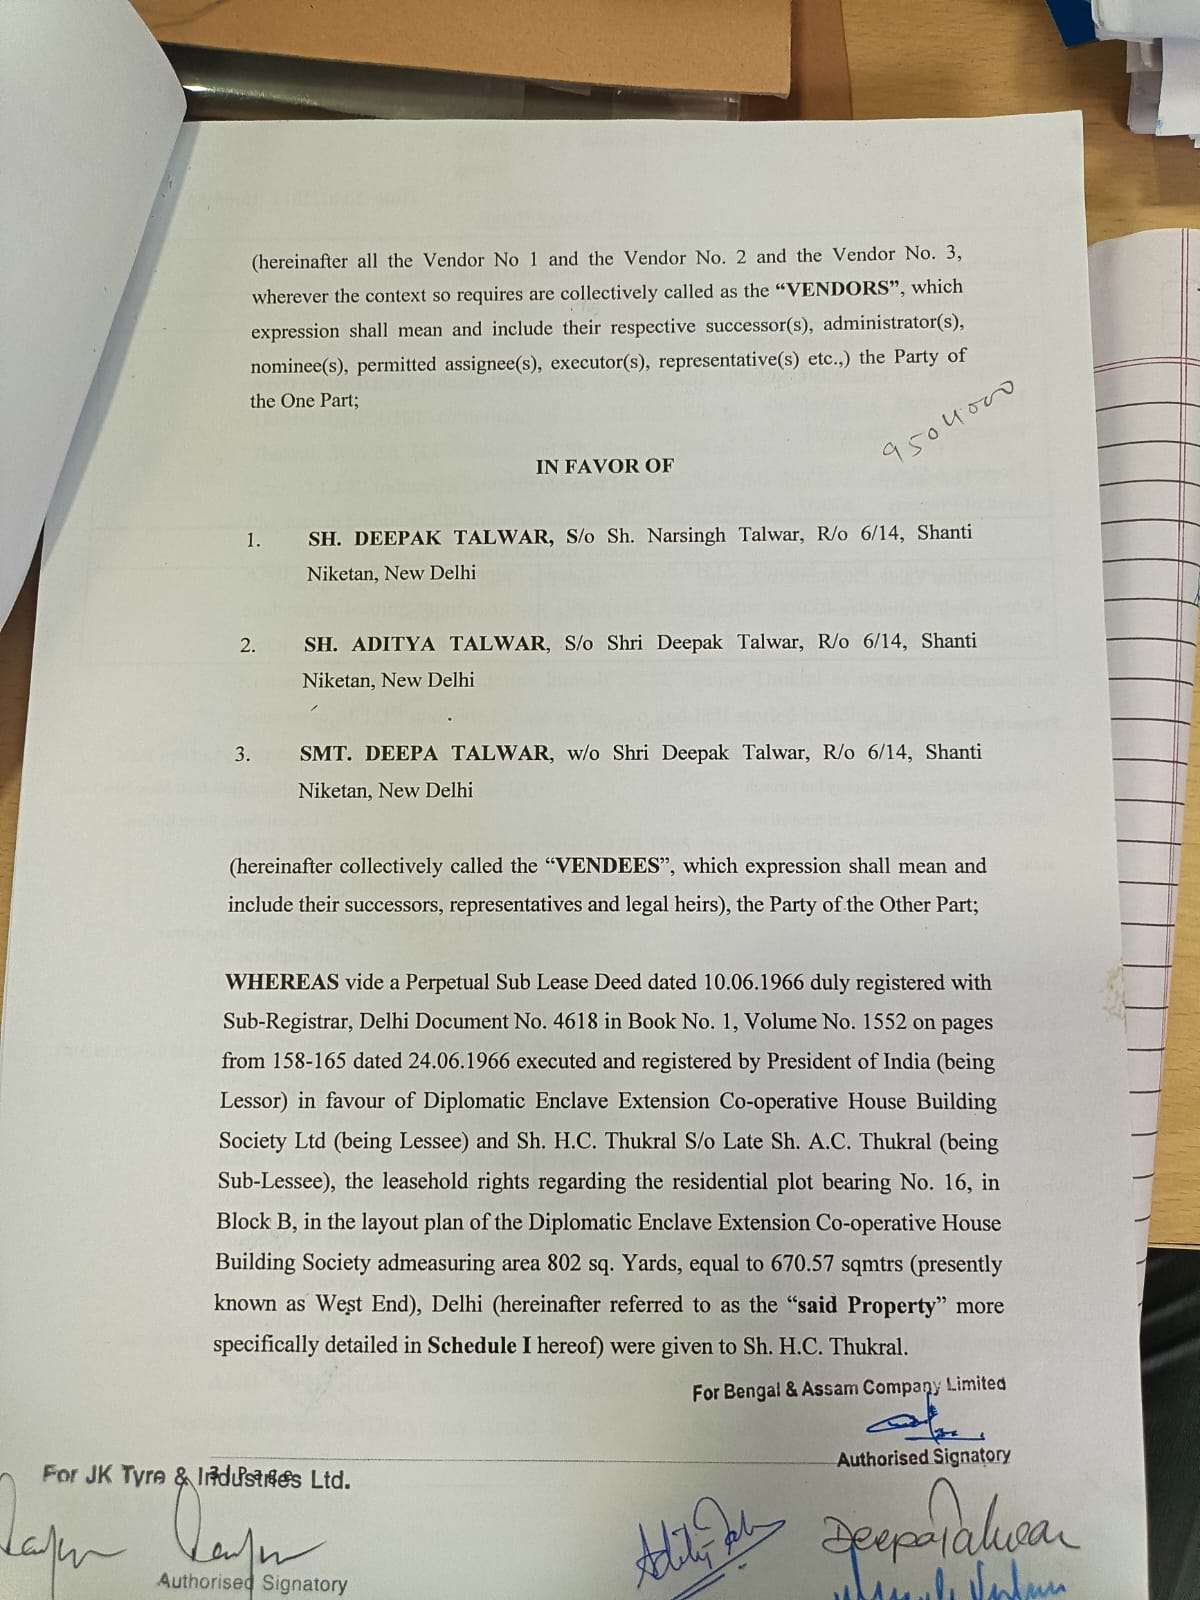 (hereinafter all the Vendor No 1 and the Vendor No. 2 and the Vendor No. 3,
wherever the context so requires are collectively called as the “VENDORS”, which
expression shall mean and include their respective successor(s), administrator(s),
nominee(s), permitted assignee(s), executor(s), representative(s) etc.,) the Party of
the One Part;
9504000
IN FAVOR OF
1. SH. DEEPAK TALWAR, S/o Sh. Narsingh Talwar, R/o 6/14, Shanti
Niketan, New Delhi
2. SH. ADITYA TALWAR, S/o Shri Deepak Talwar, R/o 6/14, Shanti
Niketan, New Delhi
3. SMT. DEEPA TALWAR, w/o Shri Deepak Talwar, R/o 6/14, Shanti
Niketan, New Delhi
(hereinafter collectively called the “VENDEES”, which expression shall mean and
include their successors, representatives and legal heirs), the Party of the Other Part;
WHEREAS vide a Perpetual Sub Lease Deed dated 10.06.1966 duly registered with
Sub-Registrar, Delhi Document No. 4618 in Book No. 1, Volume No. 1552 on pages
from 158-165 dated 24.06.1966 executed and registered by President of India (being
Lessor) in favour of Diplomatic Enclave Extension Co-operative House Building
Society Ltd (being Lessee) and Sh. H.C. Thukral S/o Late Sh. A.C. Thukral (being
Sub-Lessee), the leasehold rights regarding the residential plot bearing No. 16, in
Block B, in the layout plan of the Diplomatic Enclave Extension Co-operative House
Building Society admeasuring area 802 sq. Yards, equal to 670.57 sqmtrs (presently
known as West End), Delhi (hereinafter referred to as the “said Property” more
specifically detailed in Schedule I hereof) were given to Sh. H.C. Thukral.
For Bengal & Assam Company Limited
Authorised Signatory
For JK Tyre & Industries Ltd.
Deepa Talwar
Authorised Signatory